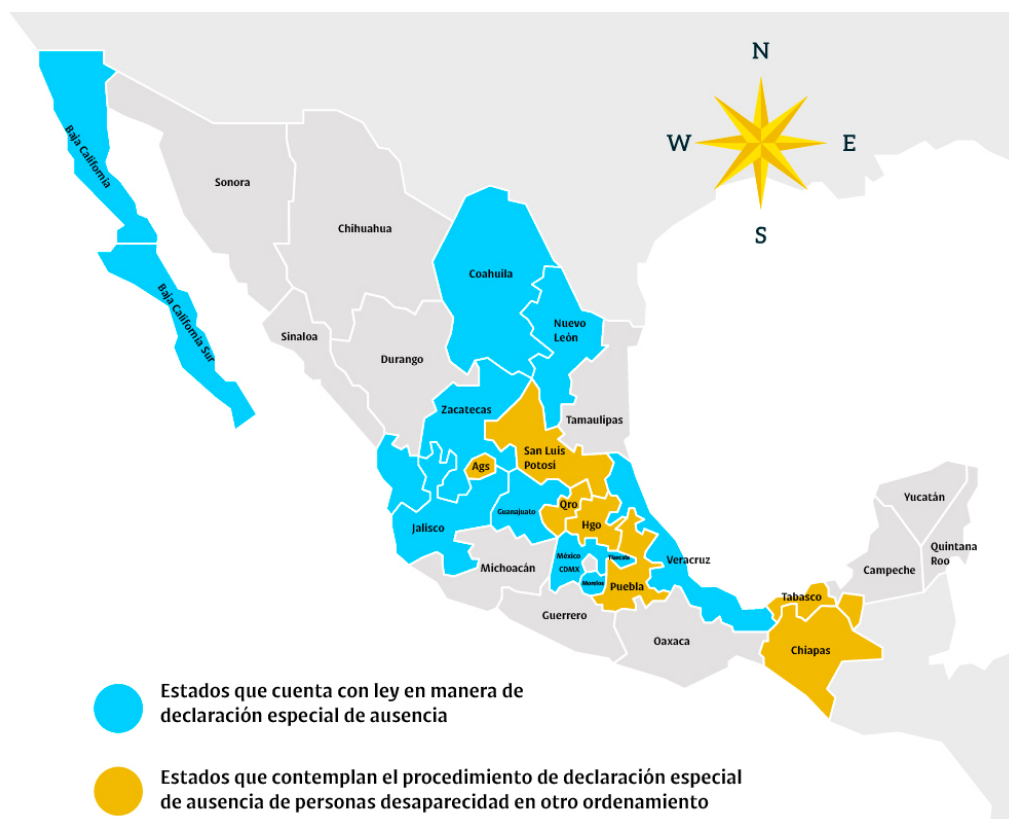 N
W
E
S
Baja California
Sonora
Chihuahua
Coahuila
Baja California Sur
Nuevo
León
Sinaloa
Durango
Zacatecas
Tamaulipas
San Luis
Potosí
Ags
Yucatán
Qro
Guanajuato
Hgo
Jalisco
Quintana
Roo
México
Tlaxcala
Veracruz
Michoacán
CDMX
Campeche
Morelos
Puebla
Tabasco
Guerrero
Oaxaca
Chiapas
Estados que cuenta con ley en manera de
declaración especial de ausencia
Estados que contemplan el procedimiento de declaración especial
de ausencia de personas desaparecidad en otro ordenamiento